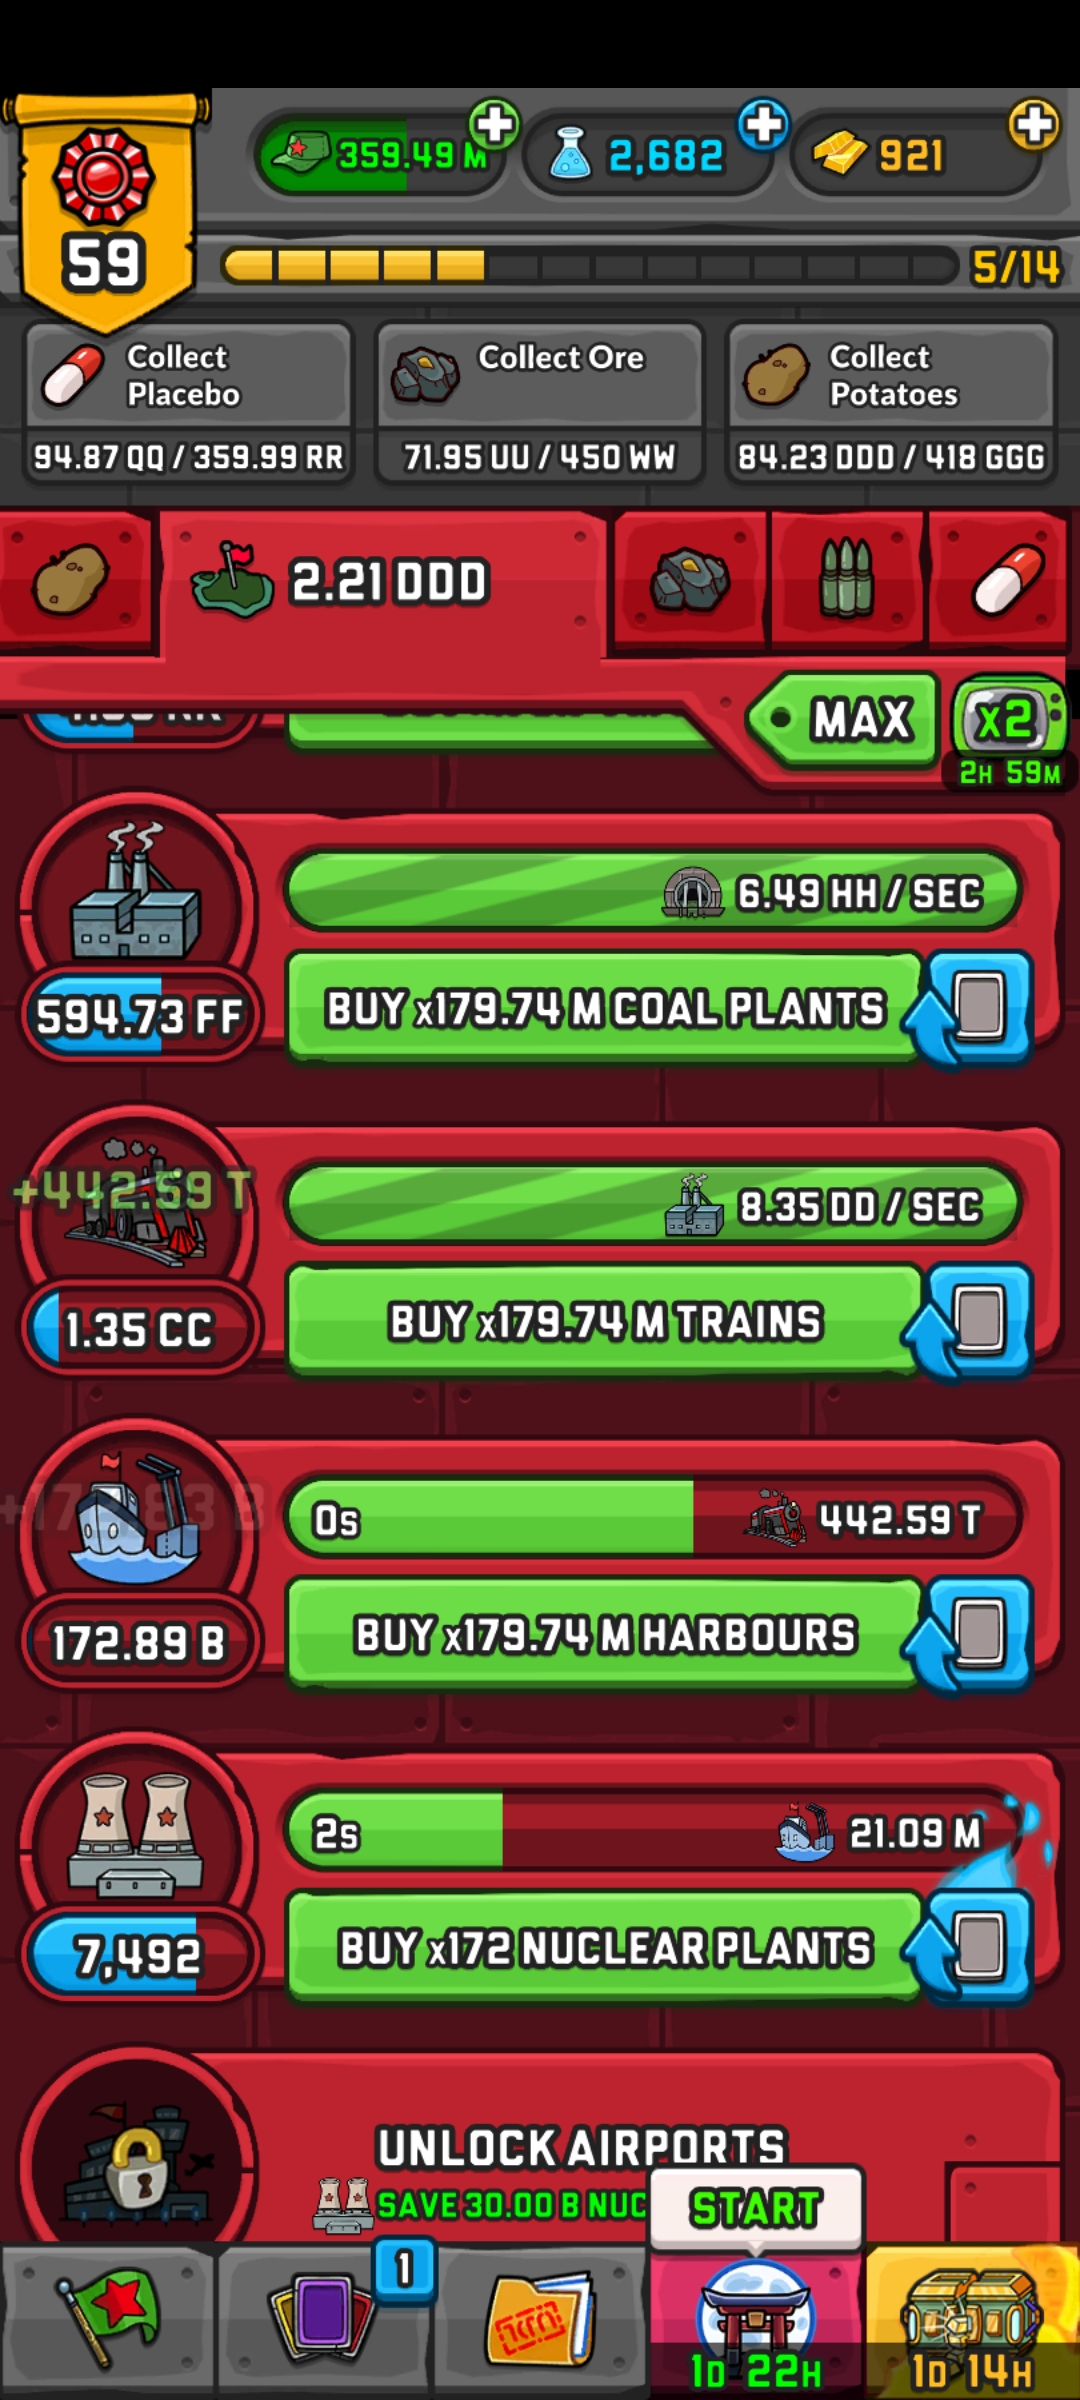 59
359.49 M
2,682
921
5/14
Collect
Placebo
94.87 QQ / 359.99 RR
Collect Ore
71.95 UU / 450 WW
Collect
Potatoes
84.23 DDD / 418 GGG
2.21 DDD
MAX
x2
2H 59M
6.49 HH / SEC
594.73 FF
BUY x179.74 M COAL PLANTS
+442.59 T
8.35 DD / SEC
1.35 CC
BUY x179.74 M TRAINS
0s
442.59 T
172.89 B
BUY x179.74 M HARBOURS
2s
21.09 M
7,492
BUY x172 NUCLEAR PLANTS
UNLOCK AIRPORTS
SAVE 30.00 B NUC
START
1
1D 22H
1D 14H